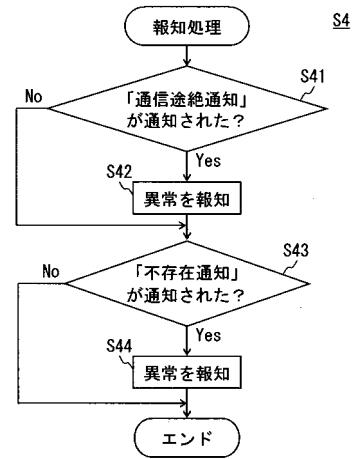 S4
報知処理
S41
「通信途絶通知」
が通知された?
No
Yes
S42
異常を報知
S43
「不存在通知」
が通知された?
No
Yes
S44
異常を報知
エンド